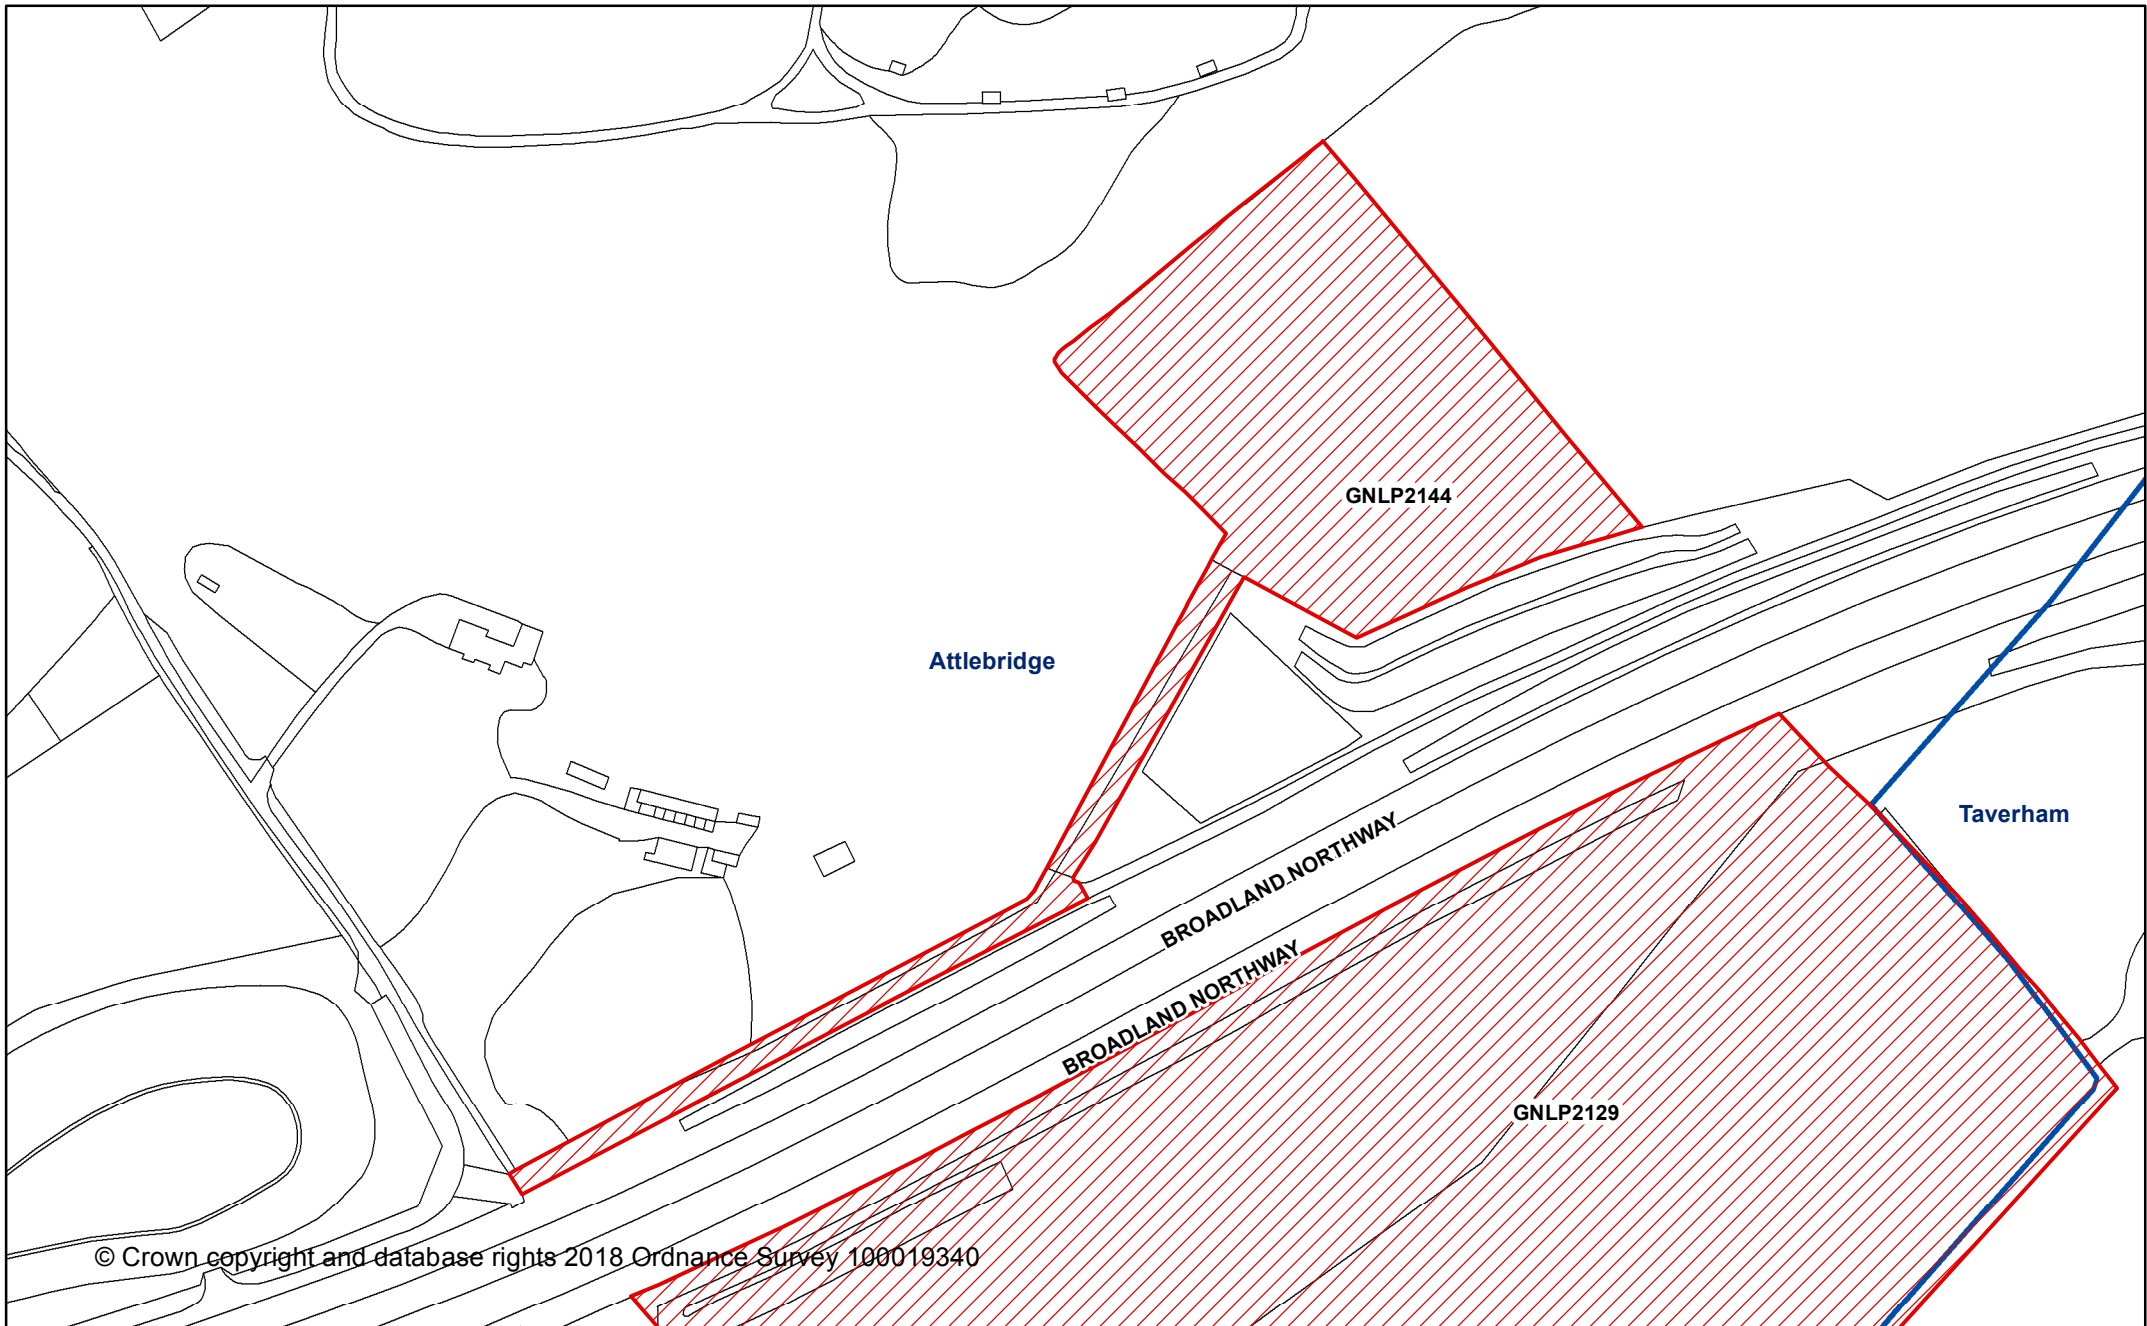 GNLP2144
Attlebridge
Taverham
BROADLAND NORTHWAY
BROADLAND NORTHWAY
GNLP2129
© Crown copyright and database rights 2018 Ordnance Survey 100019340